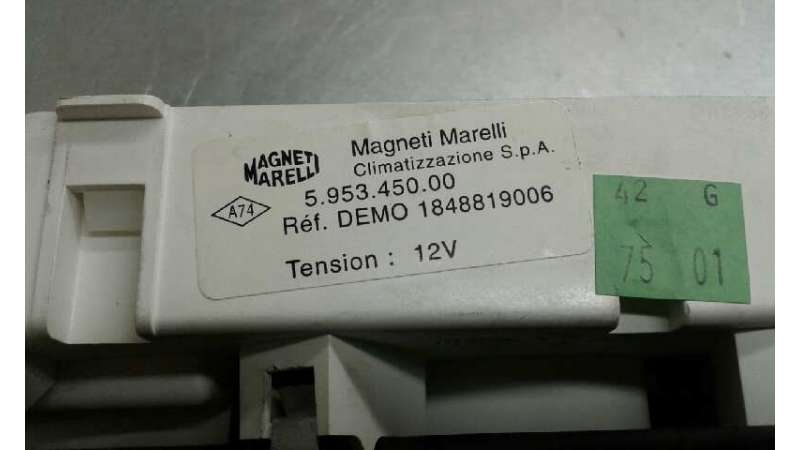 MAGNETI
MARELLI
Magneti Marelli
Climatizzazione S.p.A.
5.953.450.00
A74
Réf. DEMO 1848819006
Tension : 12V
42 G
75 01